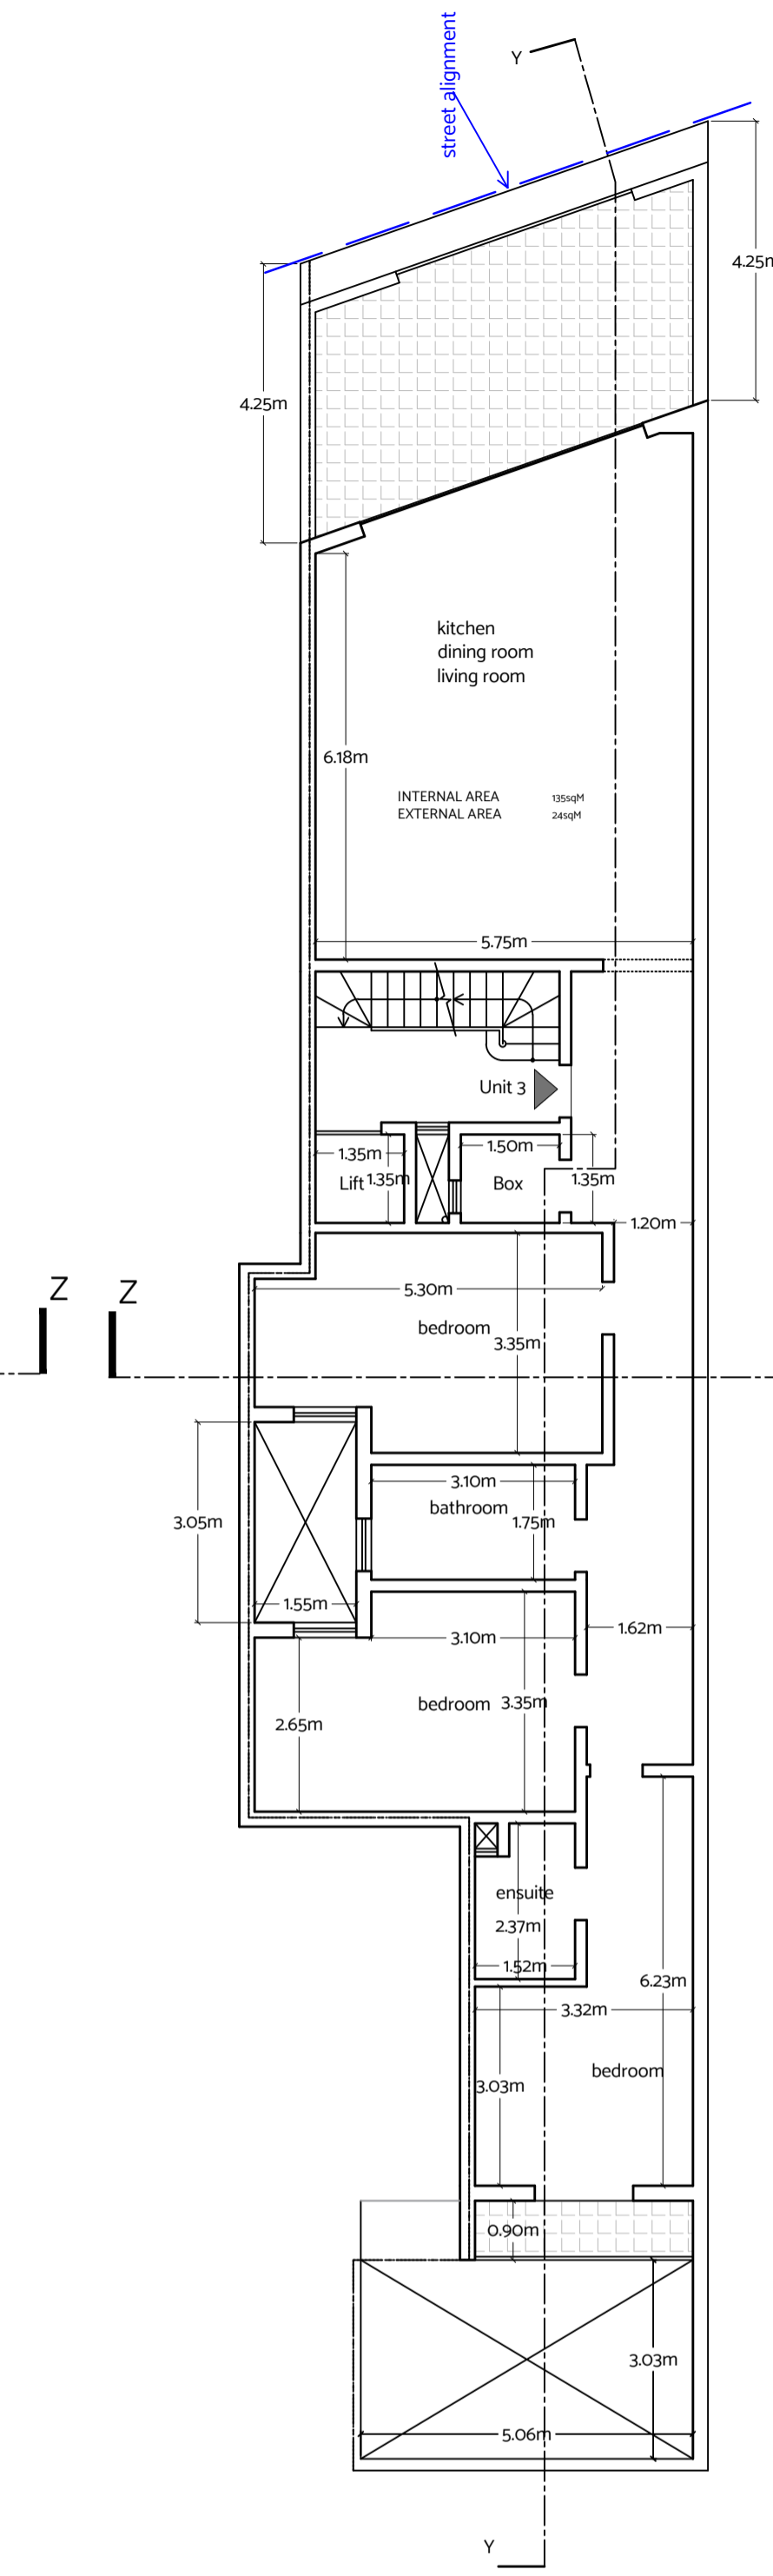 street alignment
Y
4.25m
4.25m
kitchen
dining room
living room
6.18m
INTERNAL AREA 135sqM
EXTERNAL AREA 24sqM
5.75m
Unit 3
1.35m
1.50m
Lift
1.35m
Box
1.35m
1.20m
Z
Z
5.30m
bedroom
3.35m
3.10m
bathroom
1.75m
3.05m
1.55m
1.62m
3.10m
bedroom
3.35m
2.65m
ensuite
2.37m
1.52m
6.23m
3.32m
bedroom
3.03m
0.90m
3.03m
5.06m
Y